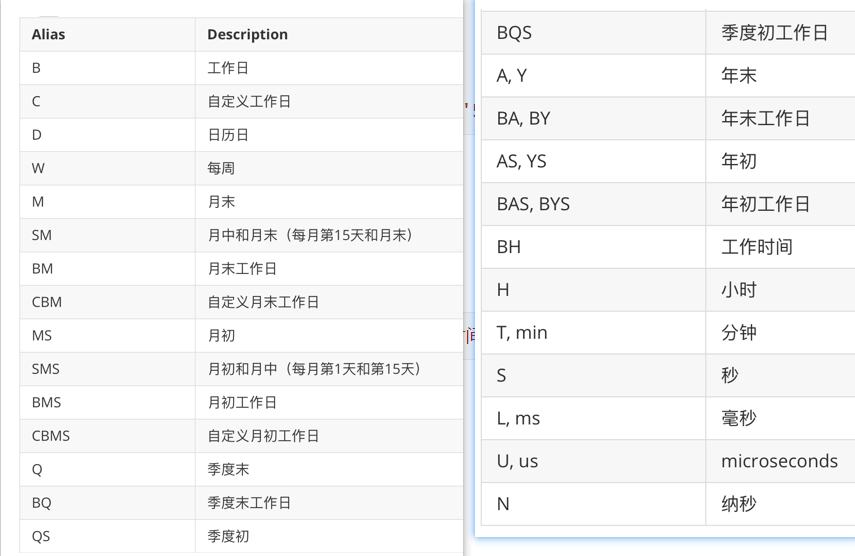 Alias Description
B 工作日
C 自定义工作日
D 日历日
W 每周
M 月末
SM 月中和月末（每月第15天和月末）
BM 月末工作日
CBM 自定义月末工作日
MS 月初
SMS 月初和月中（每月第1天和第15天）
BMS 月初工作日
CBMS 自定义月初工作日
Q 季度末
BQ 季度末工作日
QS 季度初
BQS 季度初工作日
A, Y 年末
BA, BY 年末工作日
AS, YS 年初
BAS, BYS 年初工作日
BH 工作时间
H 小时
T, min 分钟
S 秒
L, ms 毫秒
U, us microseconds
N 纳秒